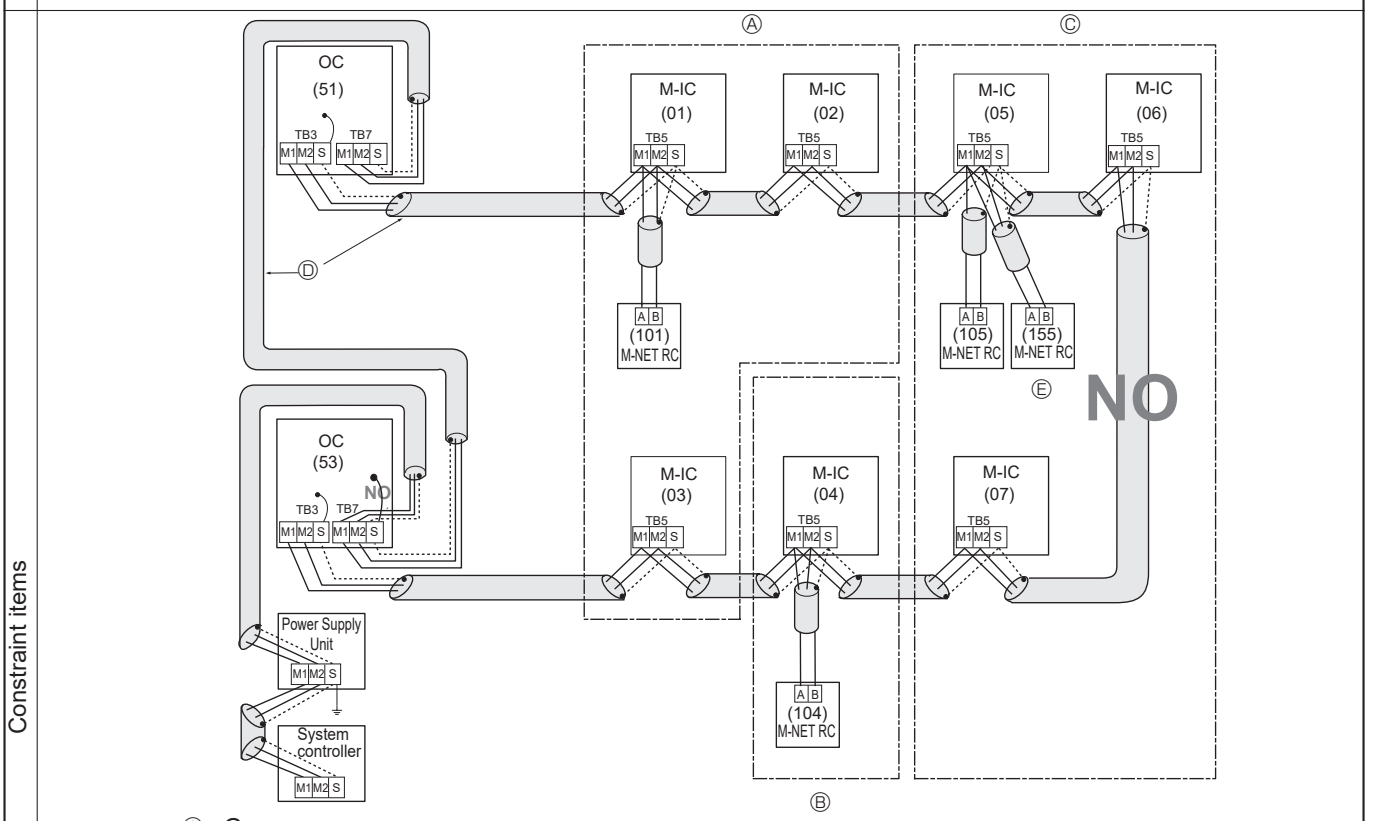 Constraint items
Ⓐ
Ⓒ
OC
(51)
TB3 TB7
M1 M2 S M1 M2 S
M-IC
(01)
TB5
M1 M2 S
M-IC
(02)
TB5
M1 M2 S
M-IC
(05)
TB5
M1 M2 S
M-IC
(06)
TB5
M1 M2 S
Ⓓ
A B
(101)
M-NET RC
A B
(105)
M-NET RC
A B
(155)
M-NET RC
Ⓔ
NO
OC
(53)
NO
TB3 TB7
M1 M2 S M1 M2 S
M-IC
(03)
TB5
M1 M2 S
M-IC
(04)
TB5
M1 M2 S
M-IC
(07)
TB5
M1 M2 S
Power Supply
Unit
M1 M2 S
A B
(104)
M-NET RC
System
controller
M1 M2 S
Ⓑ